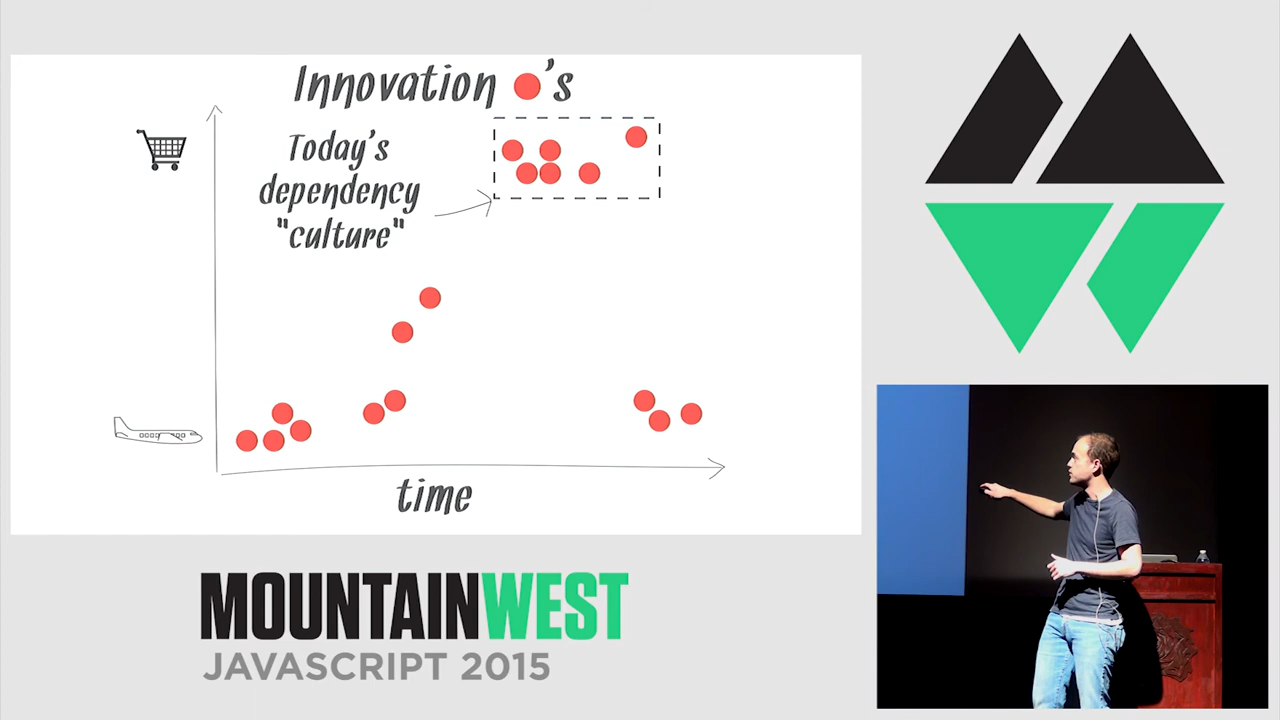 Innovation 's
Today's
dependency
"culture"
time
MOUNTAINWEST
JAVASCRIPT 2015